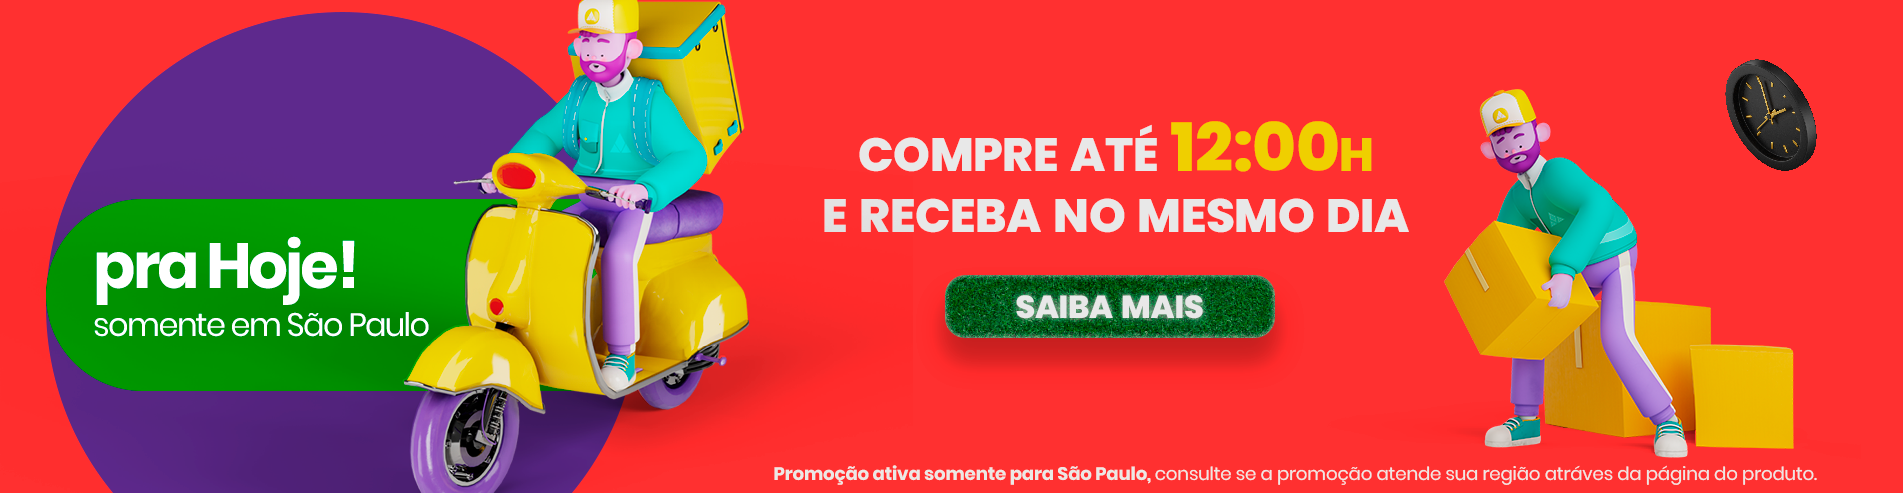 pra Hoje!
somente em São Paulo
COMPRE ATÉ 12:00H
E RECEBA NO MESMO DIA
SAIBA MAIS
Promoção ativa somente para São Paulo, consulte se a promoção atende sua região atráves da página do produto.